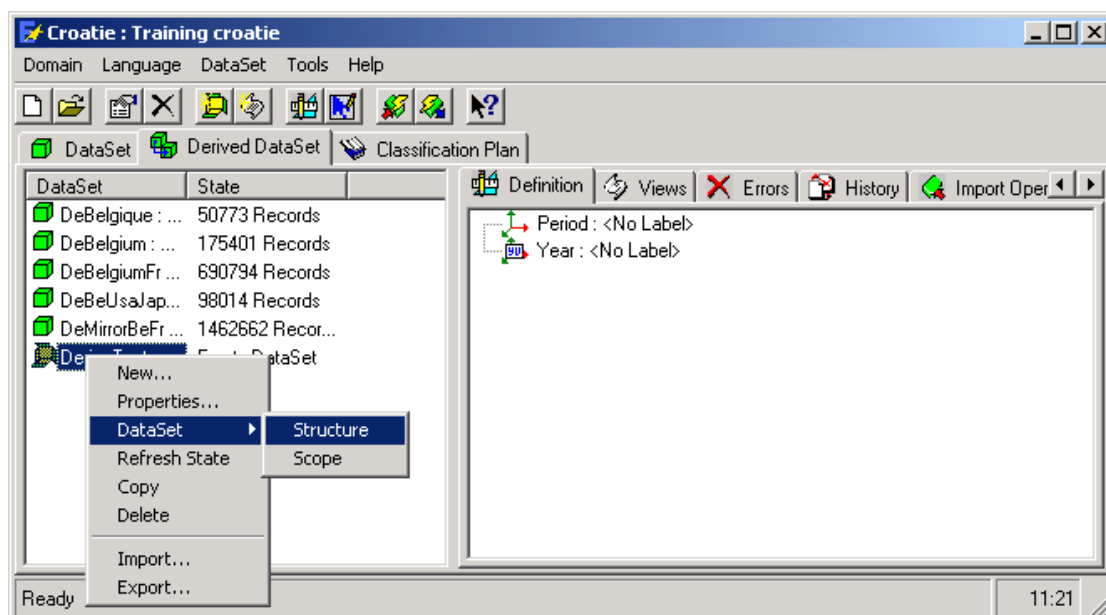 Croatie : Training croatie
Domain Language DataSet Tools Help
DataSet Derived DataSet Classification Plan
DataSet State
DeBelgique : ... 50773 Records
DeBelgium : ... 175401 Records
DeBelgiumFr ... 690794 Records
DeBeUsaJap... 98014 Records
DeMirrorBeFr ... 1462662 Recor...
DataSet
New...
Properties...
DataSet
Refresh State
Copy
Delete
Import...
Export...
Structure
Scope
Definition Views Errors History Import Oper
Period : <No Label>
Year : <No Label>
Ready 11:21